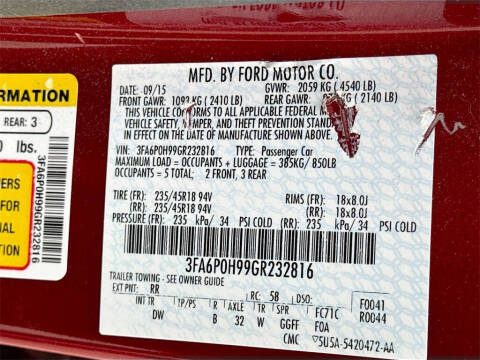 MFD. BY FORD MOTOR CO.
DATE: 09/15 GVWR: 2059 KG (4540 LB)
FRONT GAWR: 1093 KG (2410 LB) REAR GAWR: KG (2140 LB)
THIS VEHICLE CONFORMS TO ALL APPLICABLE FEDERAL MOTOR
VEHICLE SAFETY, BUMPER, AND THEFT PREVENTION STANDARDS
IN EFFECT ON THE DATE OF MANUFACTURE SHOWN ABOVE.
VIN: 3FA6P0H99GR232816 TYPE: Passenger Car
MAXIMUM LOAD = OCCUPANTS + LUGGAGE = 385KG/850LB
OCCUPANTS = 5 TOTAL; 2 FRONT, 3 REAR
TIRE (FR): 235/45R18 94V RIMS (FR): 18x8.0J
(RR): 235/45R18 94V (RR): 18x8.0J
PRESSURE (FR): 235 kPa/ 34 PSI COLD (RR): 235 kPa/ 34 PSI COLD
3FA6P0H99GR232816
TRAILER TOWING - SEE OWNER GUIDE
EXT PNT: RR RC: 5B F0041
INT TR TP/PS R AXLE TR SPR FC71C R0044
DW B 32 W GGFF FOA
CMC 5U5A-5420472-AA
FORMATION
REAR: 3
0 lbs.
3FA6P0H99GR232816